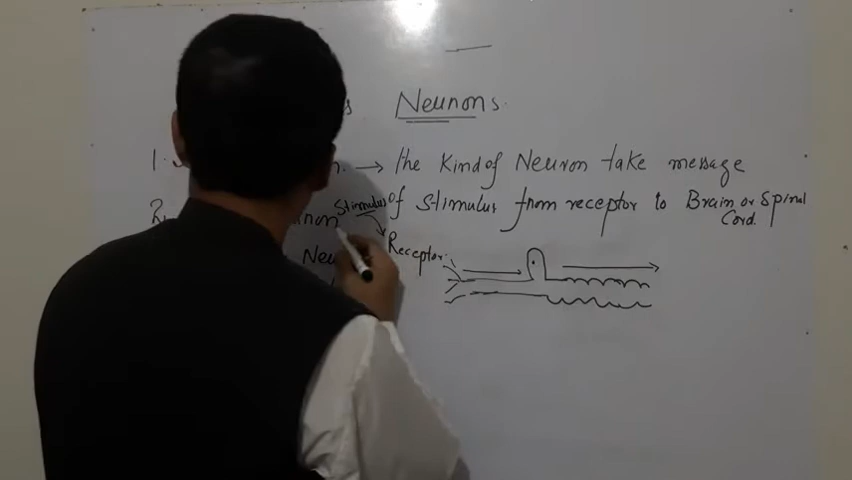 Neurons.
1. → the Kind of Neuron take message
of stimulus from receptor to Brain or Spinal
Cord.
Stimulus
Receptor